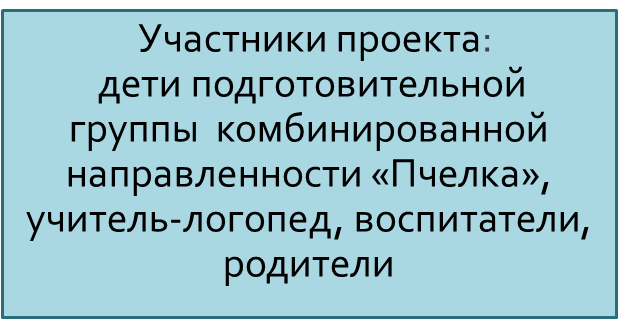 Участники проекта:
дети подготовительной
группы  комбинированной
направленности «Пчелка»,
учитель-логопед, воспитатели,
родители